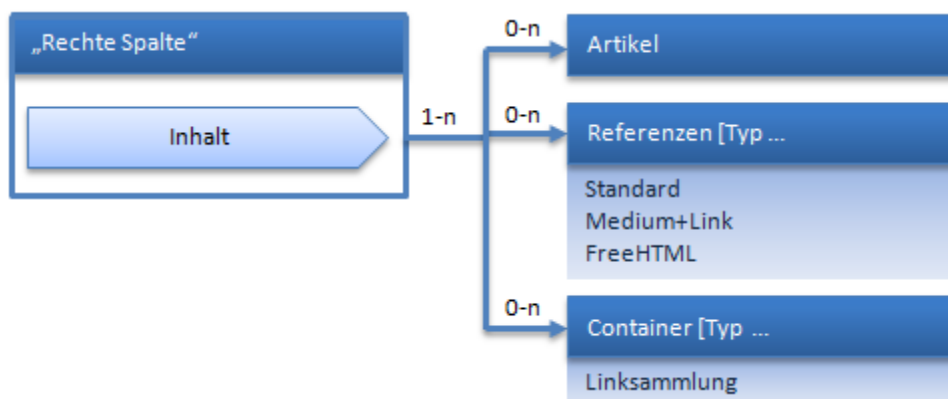 „Rechte Spalte“
Inhalt
1-n
0-n
Artikel
0-n
Referenzen [Typ ...
Standard
Medium+Link
FreeHTML
0-n
Container [Typ ...
Linksammlung